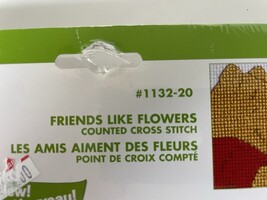 #1132-20
FRIENDS LIKE FLOWERS
COUNTED CROSS STITCH
LES AMIS AIMENT DES FLEURS
POINT DE CROIX COMPTÉ